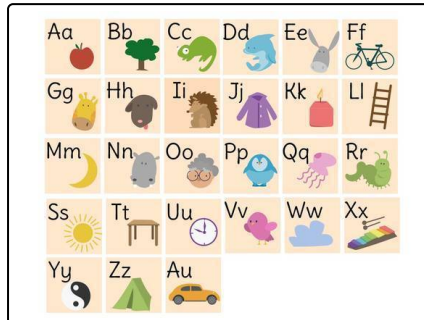 Aa Bb Cc Dd Ee Ff
Gg Hh Ii Jj Kk Ll
Mm Nn Oo Pp Qq Rr
Ss Tt Uu Vv Ww Xx
Yy Zz Au